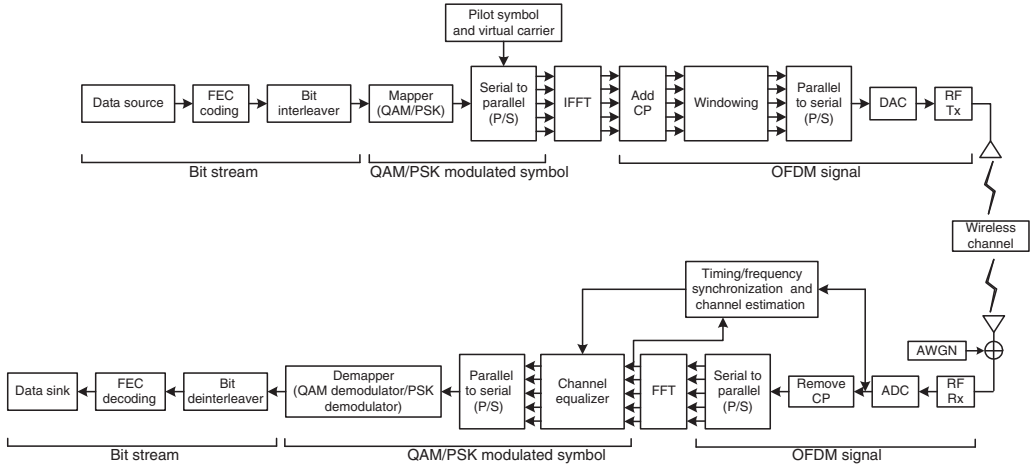 Pilot symbol
and virtual carrier
Data source
FEC
coding
Bit
interleaver
Mapper
(QAM/PSK)
Serial to
parallel
(P/S)
IFFT
Add
CP
Windowing
Parallel
to serial
(P/S)
DAC
RF
Tx
Bit stream
QAM/PSK modulated symbol
OFDM signal
Wireless
channel
Timing/frequency
synchronization and
channel estimation
AWGN
Data sink
FEC
decoding
Bit
deinterleaver
Demapper
(QAM demodulator/PSK
demodulator)
Parallel
to serial
(P/S)
Channel
equalizer
FFT
Serial to
parallel
(P/S)
Remove
CP
ADC
RF
Rx
Bit stream
QAM/PSK modulated symbol
OFDM signal